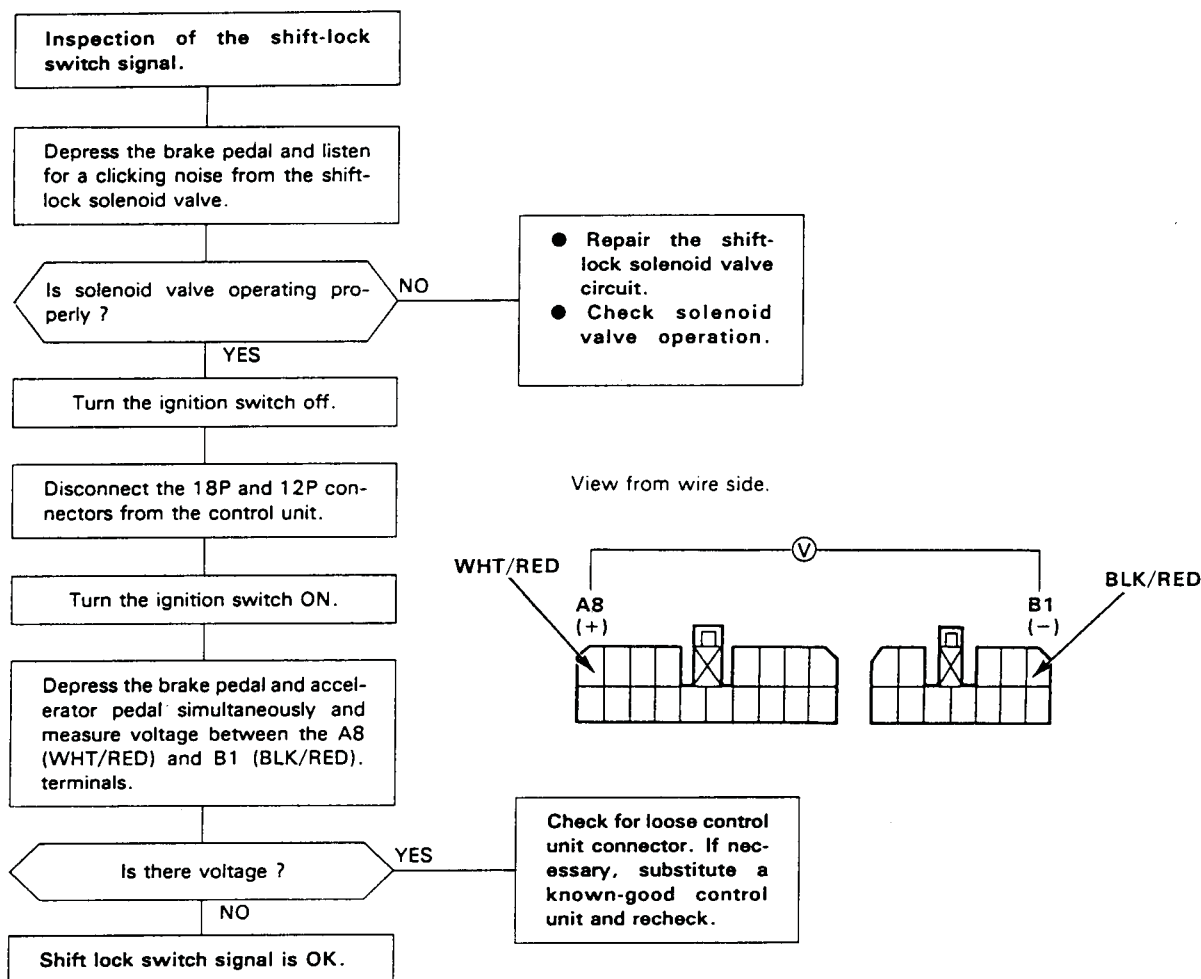 Inspection of the shift-lock
switch signal.
Depress the brake pedal and listen
for a clicking noise from the shift-
lock solenoid valve.
Is solenoid valve operating pro-
perly ?
NO
● Repair the shift-
lock solenoid valve
circuit.
● Check solenoid
valve operation.
YES
Turn the ignition switch off.
Disconnect the 18P and 12P con-
nectors from the control unit.
Turn the ignition switch ON.
Depress the brake pedal and accel-
erator pedal simultaneously and
measure voltage between the A8
(WHT/RED) and B1 (BLK/RED).
terminals.
View from wire side.
V
WHT/RED
BLK/RED
A8
(+)
B1
(−)
Is there voltage ?
YES
Check for loose control
unit connector. If nec-
essary, substitute a
known-good control
unit and recheck.
NO
Shift lock switch signal is OK.